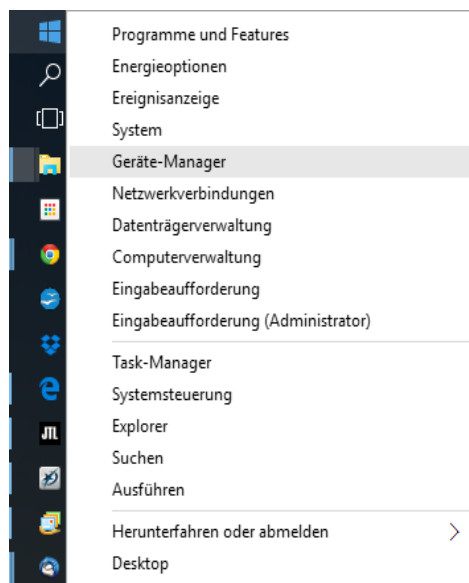 Programme und Features
Energieoptionen
Ereignisanzeige
System
Geräte-Manager
Netzwerkverbindungen
Datenträgerverwaltung
Computerverwaltung
Eingabeaufforderung
Eingabeaufforderung (Administrator)
Task-Manager
Systemsteuerung
Explorer
JTL
Suchen
Ausführen
Herunterfahren oder abmelden
Desktop